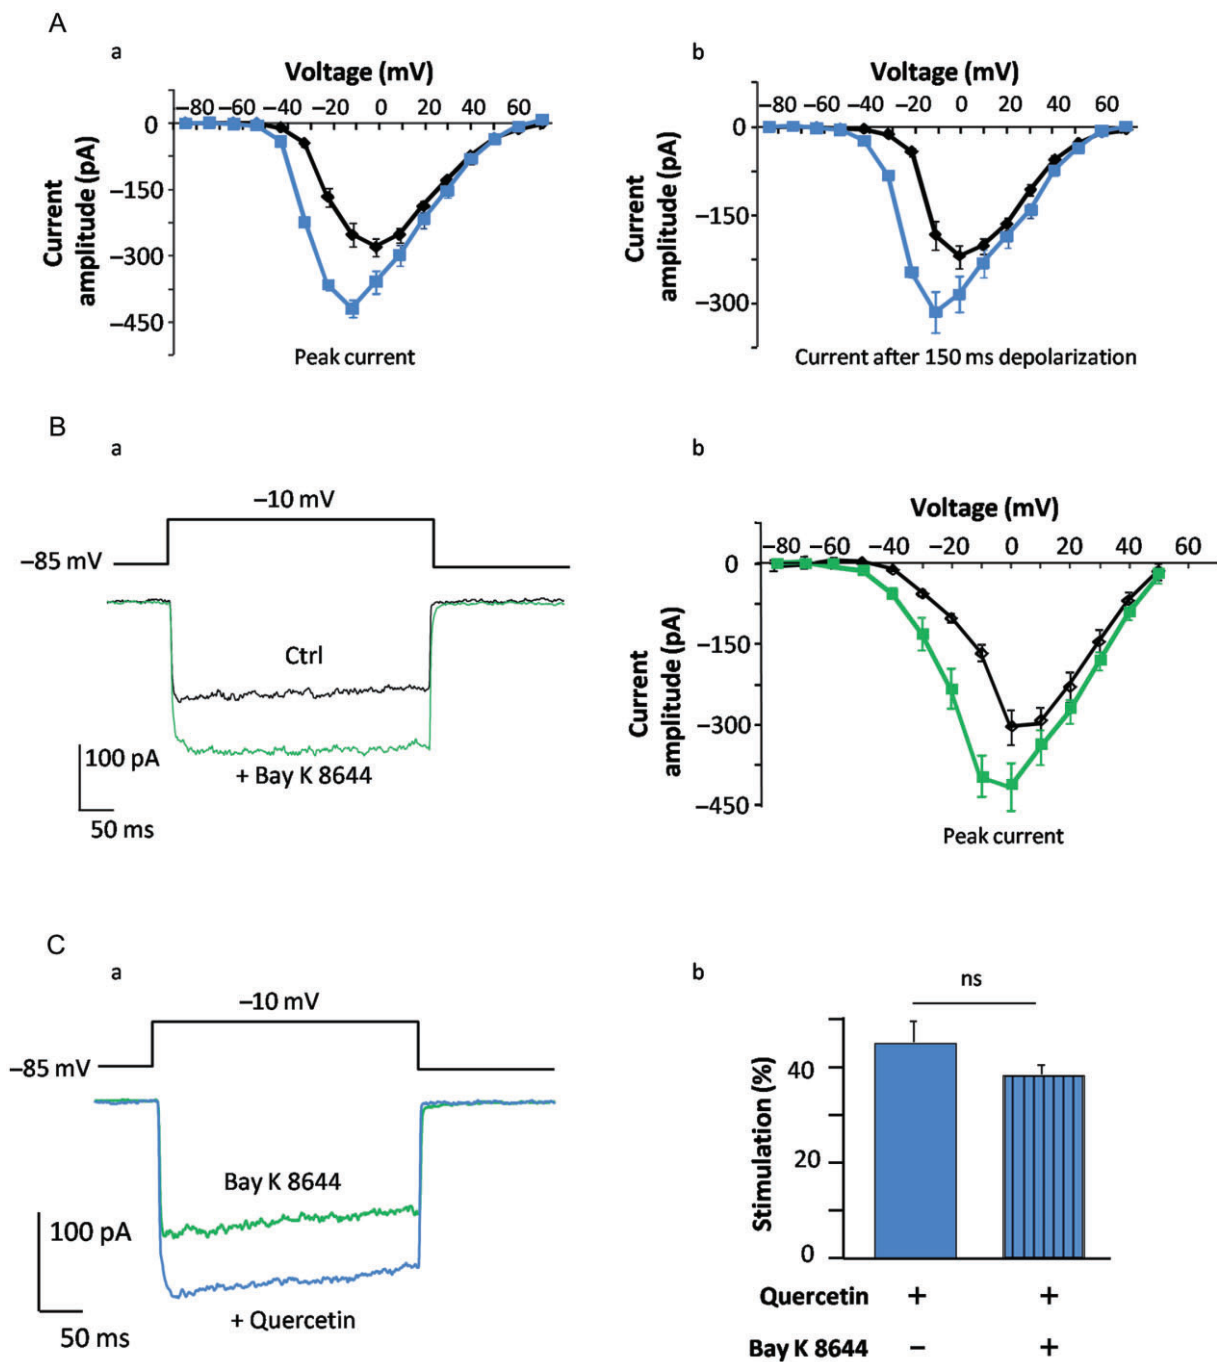 A
a
Voltage (mV)
−80 −60 −40 −20 0 20 40 60
0
−150
−300
−450
Current
amplitude (pA)
Peak current
b
Voltage (mV)
−80 −60 −40 −20 0 20 40 60
0
−150
−300
Current
amplitude (pA)
Current after 150 ms depolarization
B
a
−10 mV
−85 mV
Ctrl
+ Bay K 8644
100 pA
50 ms
b
Voltage (mV)
−80 −60 −40 −20 0 20 40 60
0
−150
−300
−450
Current
amplitude (pA)
Peak current
C
a
−10 mV
−85 mV
Bay K 8644
+ Quercetin
100 pA
50 ms
b
ns
40
20
0
Stimulation (%)
Quercetin + +
Bay K 8644 − +